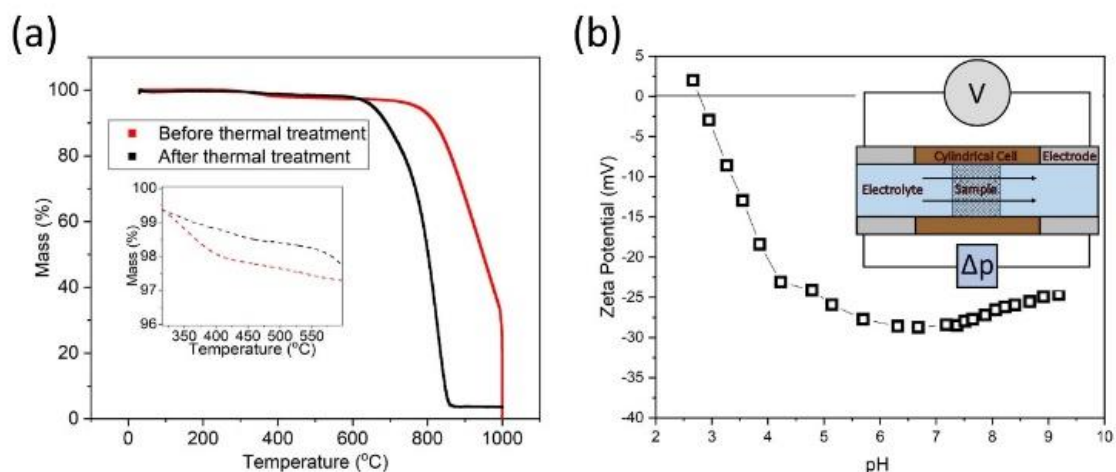 (a)
100
80
60
40
20
0
Mass (%)
Before thermal treatment
After thermal treatment
99
98
97
96
Mass (%)
350 400 450 500 550
Temperature (°C)
0 200 400 600 800 1000
Temperature (°C)
(b)
5
0
-5
-10
-15
-20
-25
-30
-35
-40
Zeta Potential (mV)
V
Cylindrical Cell Electrode
Electrolyte Sample
Δp
2 3 4 5 6 7 8 9 10
pH